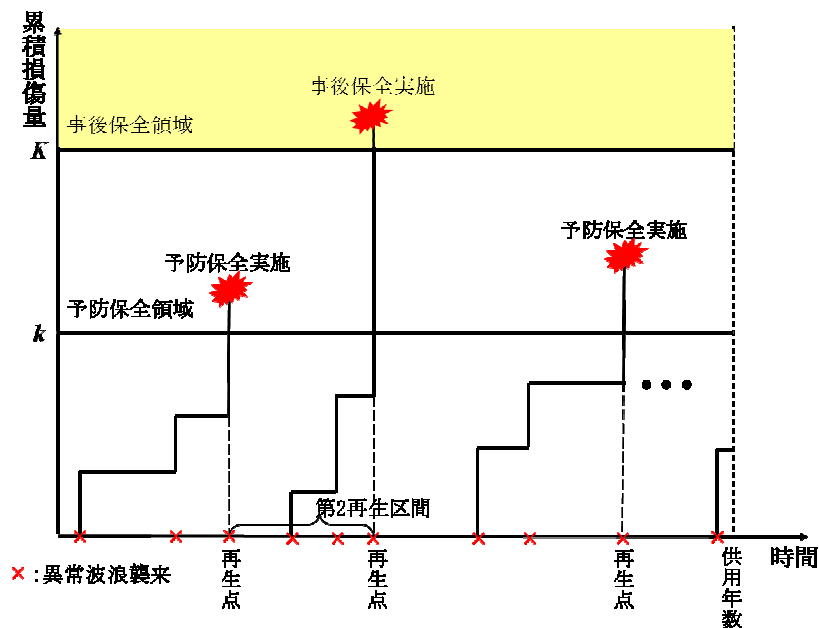 累積損傷量
事後保全実施
事後保全領域
K
予防保全実施
予防保全実施
予防保全領域
k
第2再生区間
×:異常波浪襲来
再生点
再生点
再生点
供用年数
時間